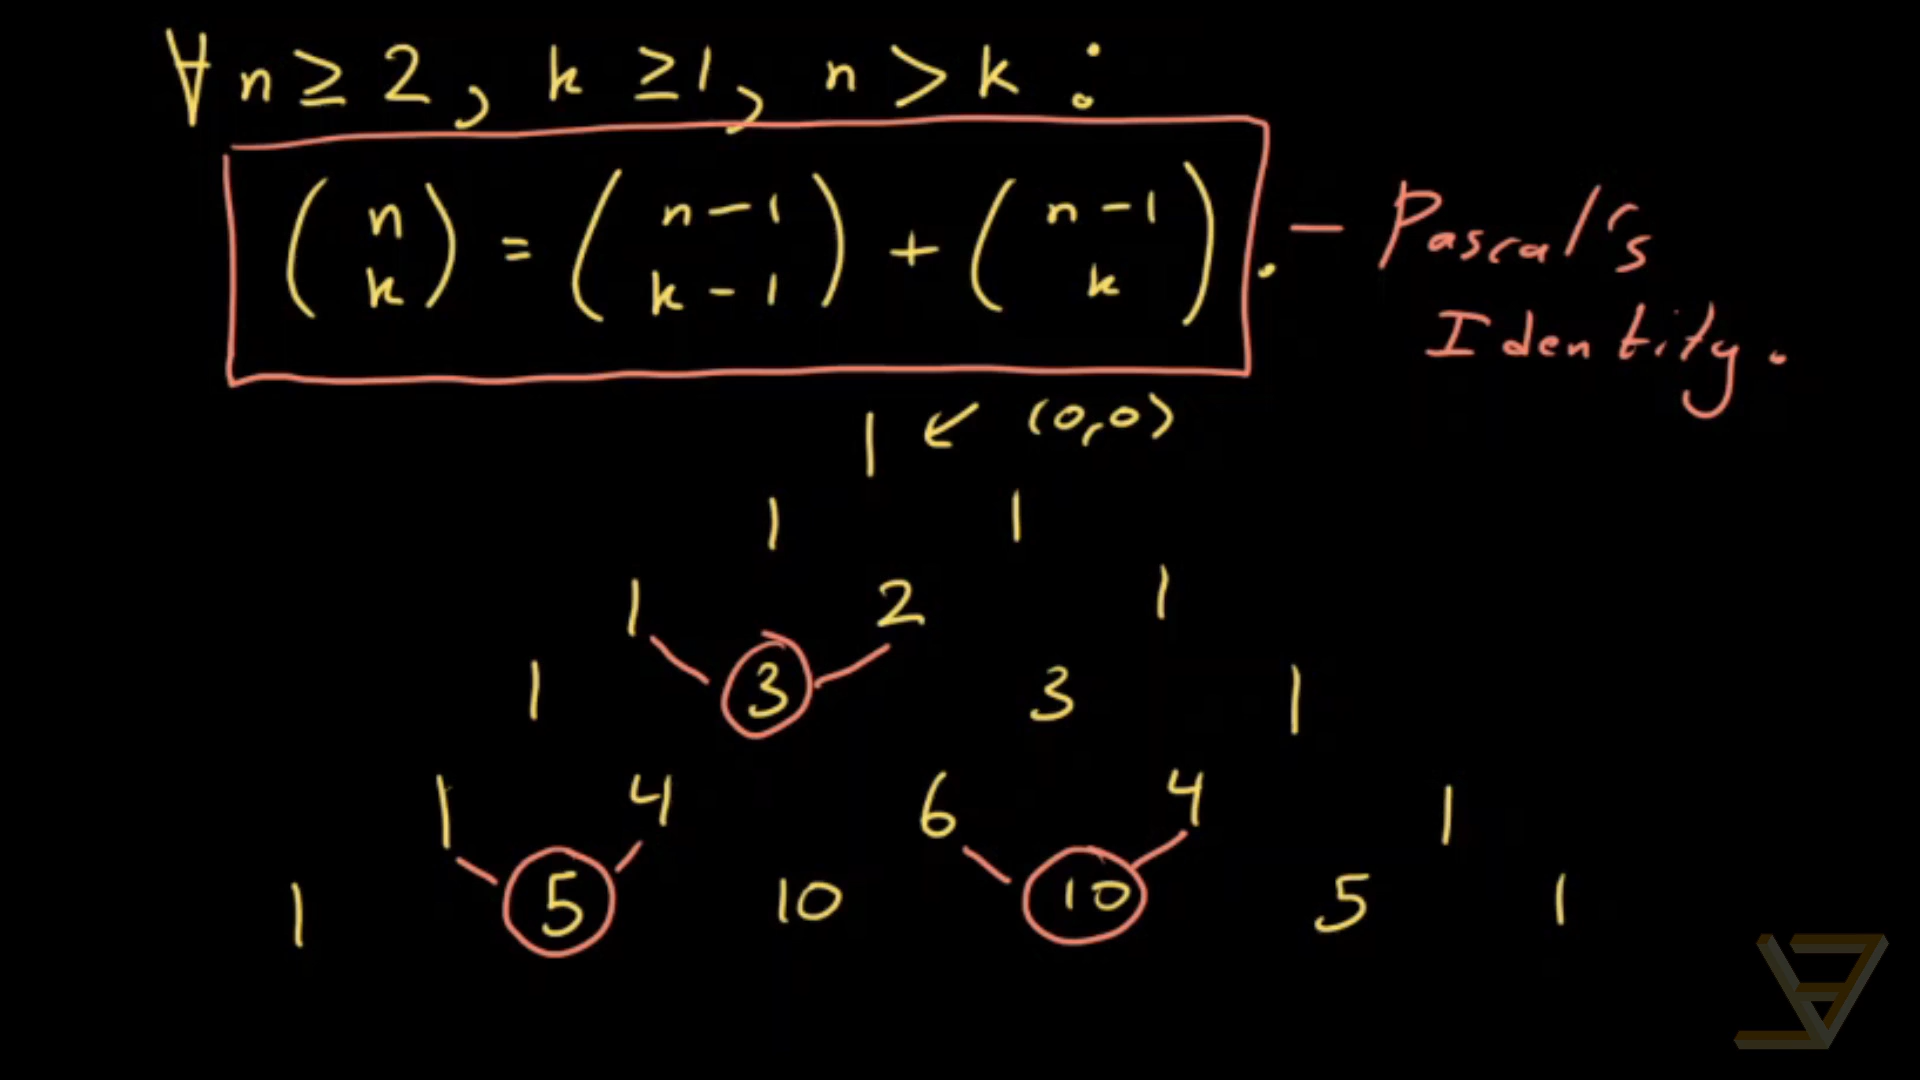 ∀ n ≥ 2, k ≥ 1, n > k :
(n k) = (n-1 k-1) + (n-1 k). — Pascal's
Identity.
1 ↙ (0,0)
1 1
1 2 1
1 3 3 1
1 4 6 4 1
1 5 10 10 5 1